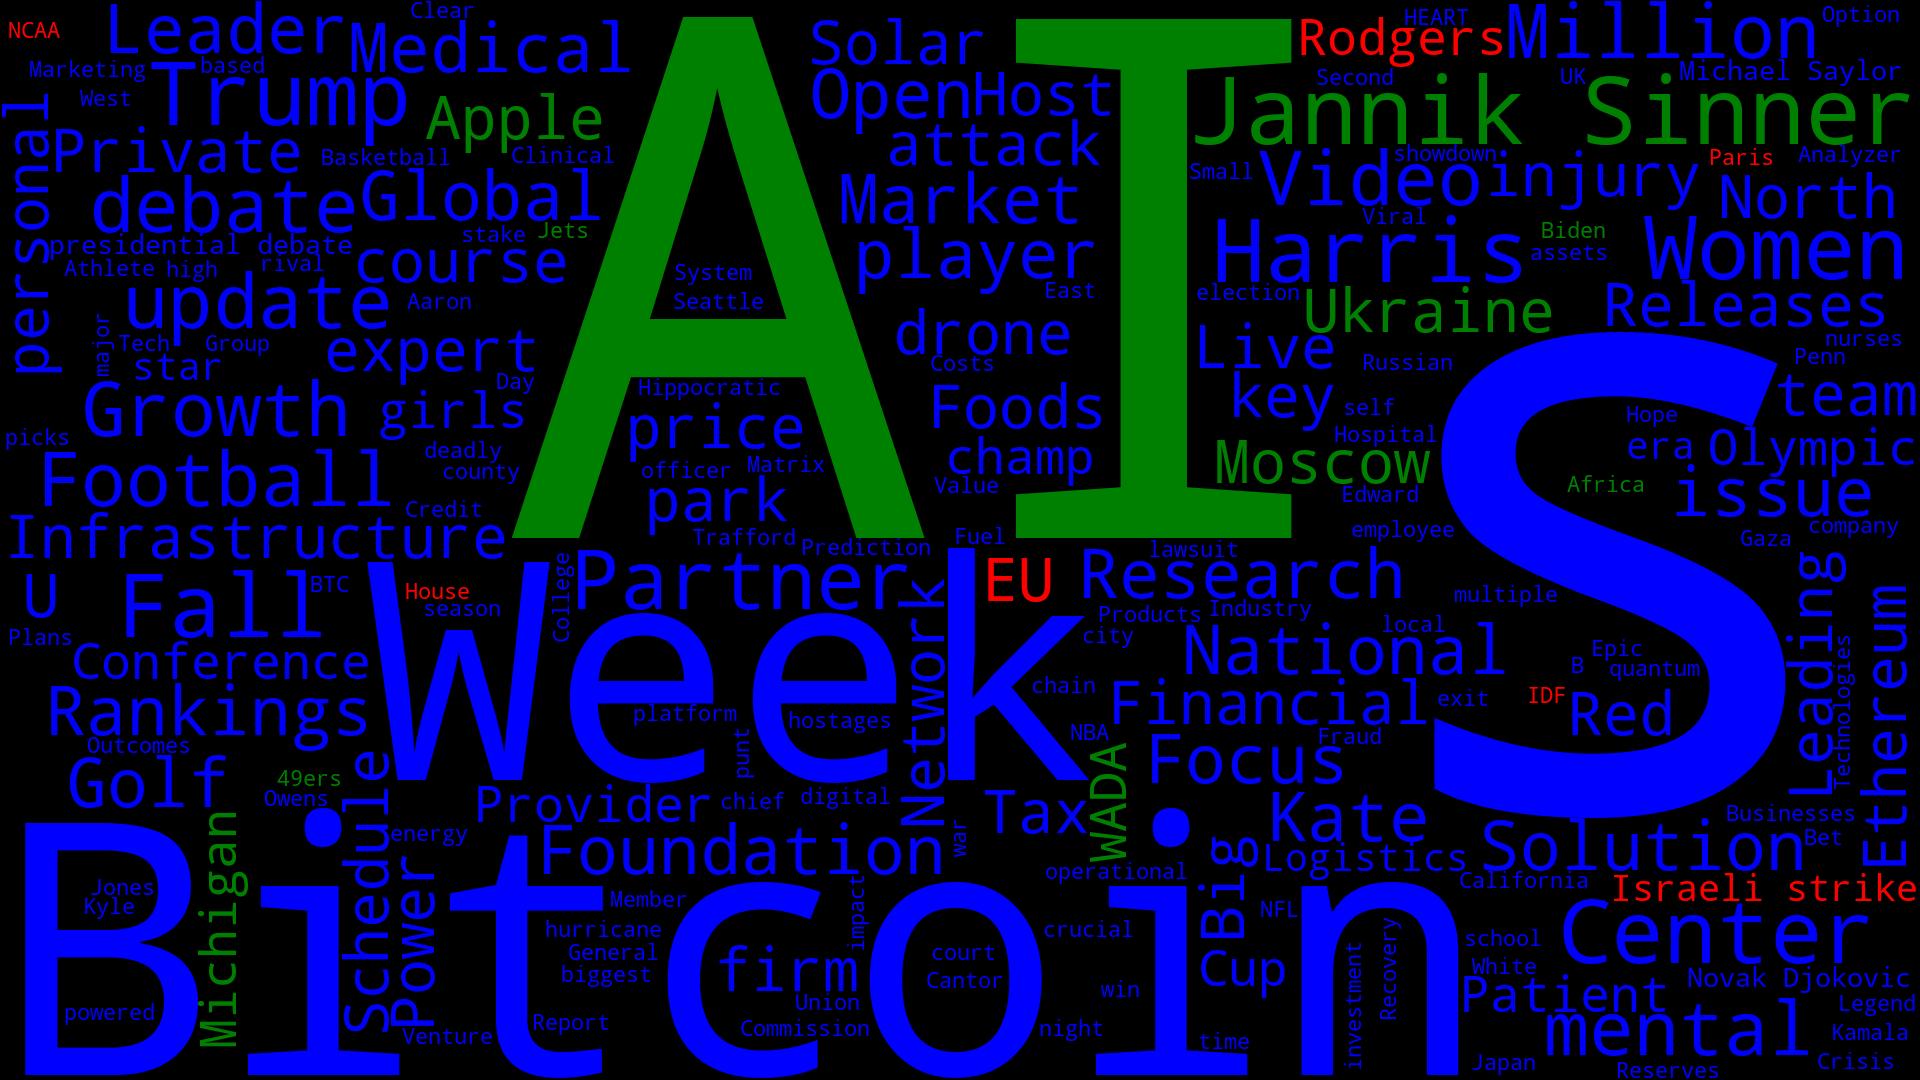 NCAA
Leader
Clear
Medical
Solar
Rodgers
HEART
Million
Option
Marketing
based
West
Trump
Apple
AI
OpenHost
Second
UK
Michael Saylor
Jannik Sinner
personal
Private
Basketball
Clinical
attack
Small
Video
showdown
injury
Paris
Analyzer
debate
Global
Market
Viral
North
presidential debate
stake
Jets
player
Harris
Biden
assets
Women
Athlete
high
rival
course
System
Seattle
East
election
Ukraine
Releases
update
Aaron
drone
major
Tech
Group
star
expert
Costs
Live
Russian
nurses
Penn
Growth
Day
girls
Hippocratic
price
Foods
key
self
Hospital
S
Hope
team
picks
deadly
county
officer
Matrix
champ
Moscow
era
Olympic
Football
Credit
park
Value
Edward
Africa
issue
Infrastructure
Trafford
Prediction
Fuel
lawsuit
employee
Gaza
company
U
Fall
BTC
House
season
Week
College
Partner
Network
EU
Research
multiple
Leading
Ethereum
Plans
Conference
Products
Industry
city
local
National
Epic
B
quantum
Technologies
Rankings
platform
hostages
chain
Financial
exit
IDF
Red
Outcomes
punt
NBA
Focus
Fraud
Golf
49ers
Owens
Schedule
Provider
chief
digital
Tax
WADA
Kate
Businesses
Bitcoin
Michigan
energy
Foundation
war
Big
Logistics
Solution
Bet
Jones
Kyle
Power
Member
impact
operational
NFL
California
Israeli strike
hurricane
General
biggest
firm
court
Cantor
crucial
Cup
school
White
Center
powered
Union
win
investment
Recovery
Patient
Novak Djokovic
Venture
Report
Commission
night
time
mental
Legend
Kamala
Japan
Reserves
Crisis